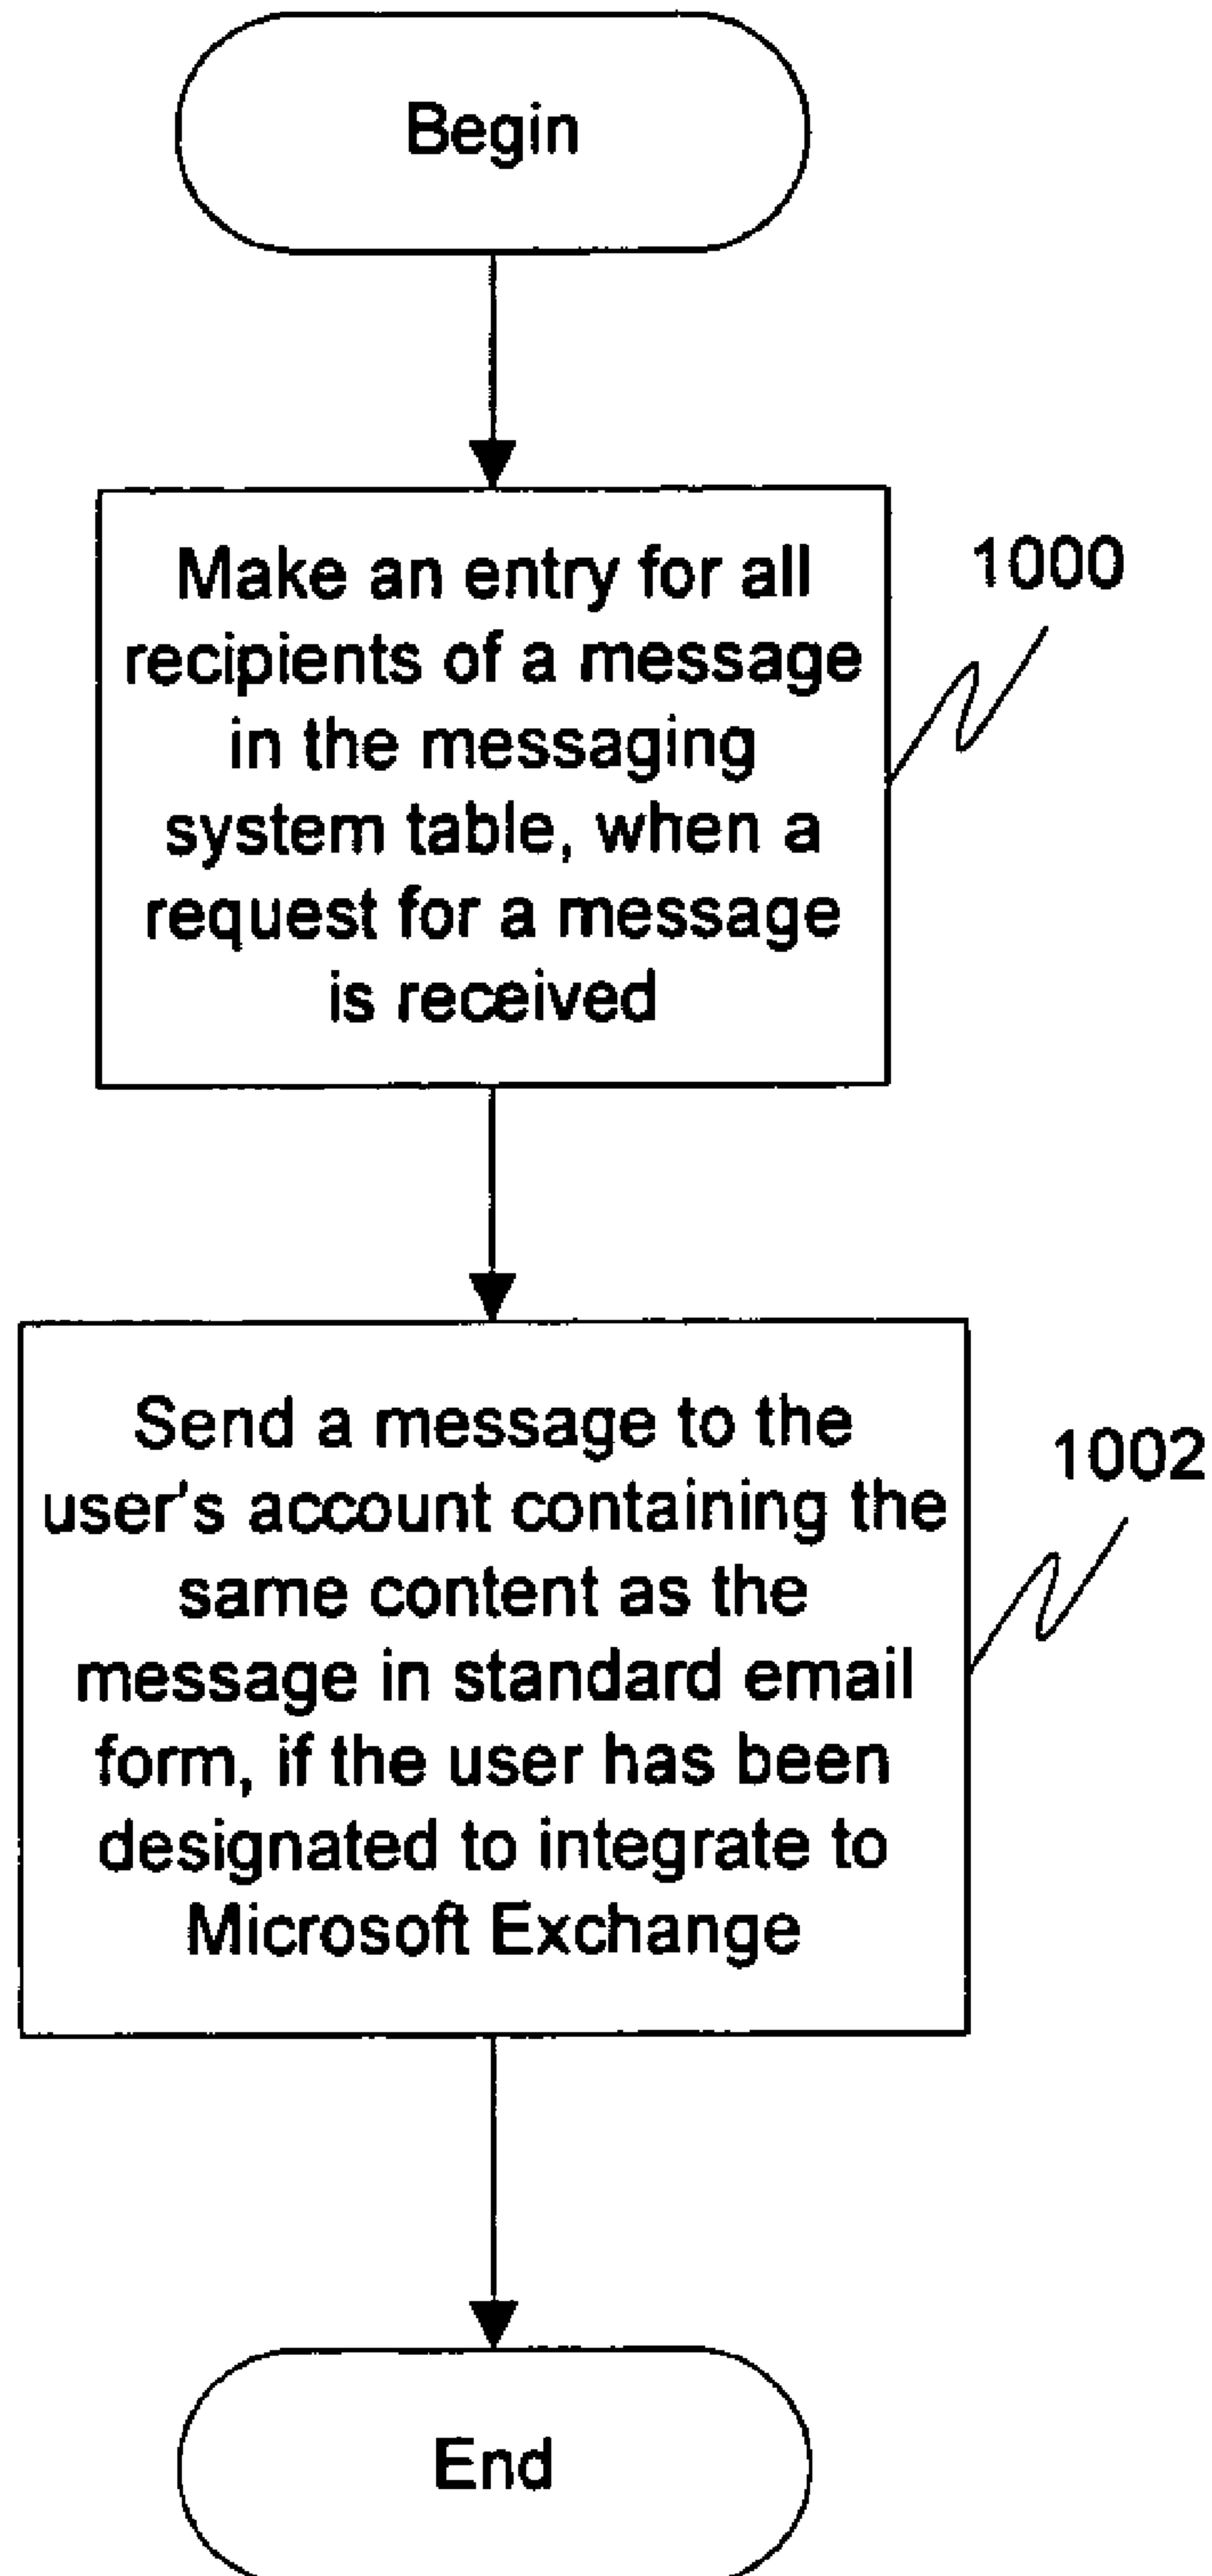 Begin
Make an entry for all
recipients of a message
in the messaging
system table, when a
request for a message
is received
1000
Send a message to the
user's account containing the
same content as the
message in standard email
form, if the user has been
designated to integrate to
Microsoft Exchange
1002
End